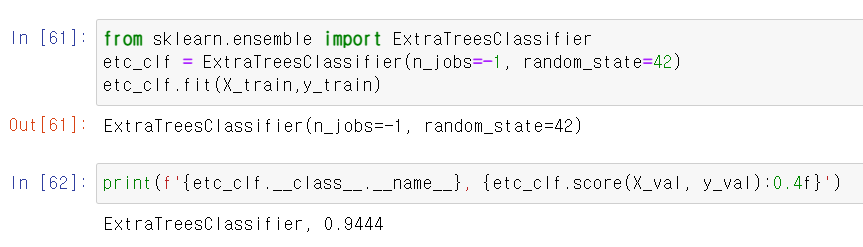 In [61]: from sklearn.ensemble import ExtraTreesClassifier
etc_clf = ExtraTreesClassifier(n_jobs=-1, random_state=42)
etc_clf.fit(X_train,y_train)
Out[61]: ExtraTreesClassifier(n_jobs=-1, random_state=42)
In [62]: print(f'{etc_clf.__class__.__name__}, {etc_clf.score(X_val, y_val):0.4f}')
ExtraTreesClassifier, 0.9444